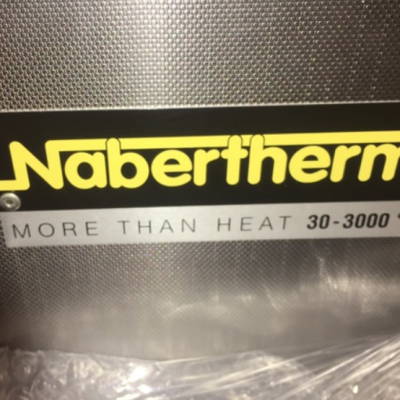 Nabertherm
MORE THAN HEAT 30-3000 °